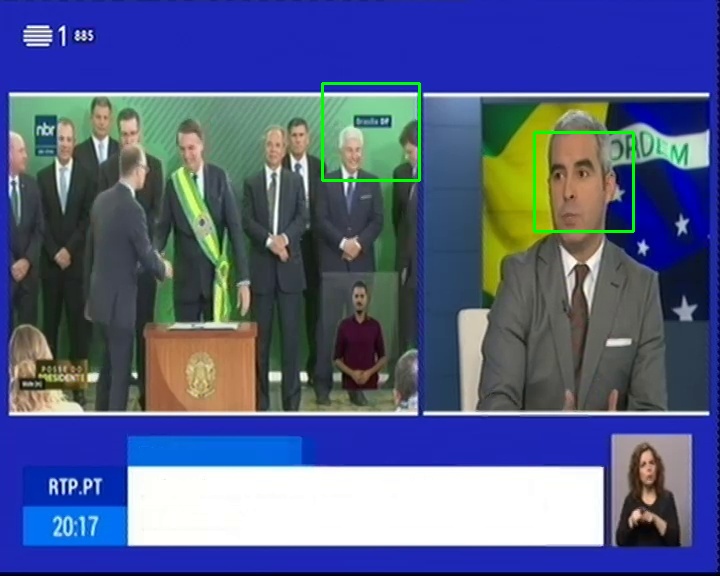 1 885
nbr
Brasília DF
ORDEM
POSSE DO
PRESIDENTE
RTP.PT
20:17